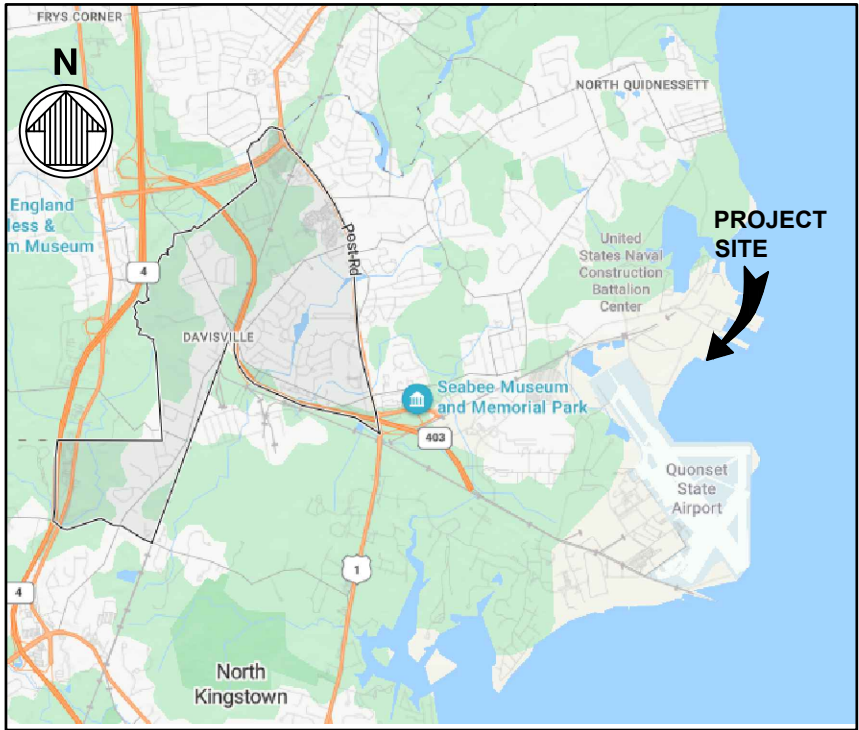 FRYS CORNER
N
NORTH QUIDNESSETT
England
less &
m Museum
PROJECT
SITE
United
States Naval
Construction
Battalion
Center
4
Post Rd
DAVISVILLE
Seabee Museum
and Memorial Park
403
Quonset
State
Airport
1
4
North
Kingstown